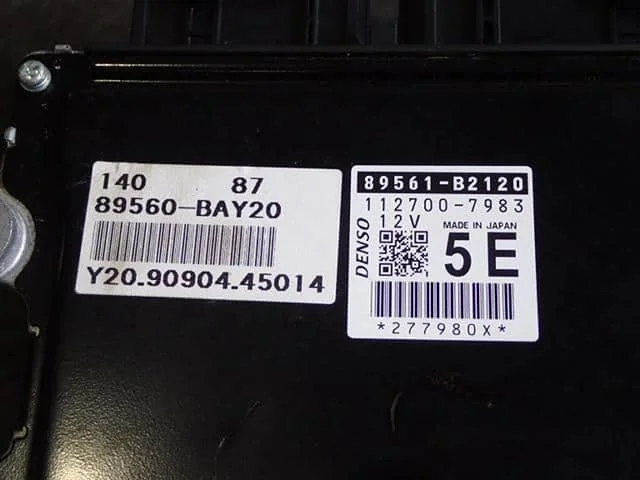 140 87
89560-BAY20
Y20.90904.45014
89561-B2120
112700-7983
DENSO
12V
MADE IN JAPAN
5E
*277980X*